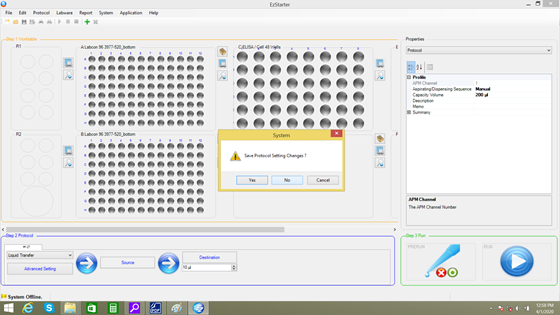 EzStarter
File Edit Protocol Labware Report System Application Help
Step 1 Worktable
R1
A:Labcon 96 3977-520_bottom
C:ELISA I Cell 48 Wells
R2
B:Labcon 96 3977-520_bottom
System
Save Protocol Setting Changes ?
Yes No Cancel
Properties
Protocol
Profile
APM Channel 1
Aspirating/Dispensing Sequence Manual
Capacity Volume 200 µl
Description
Memo
Summary
APM Channel
The APM Channel Number
Step 2 Protocol
Liquid Transfer
Advanced Setting
Source
Destination
10 µl
Step 3 Run
PRERUN
RUN
System Offline.
12:58 PM
4/1/2020